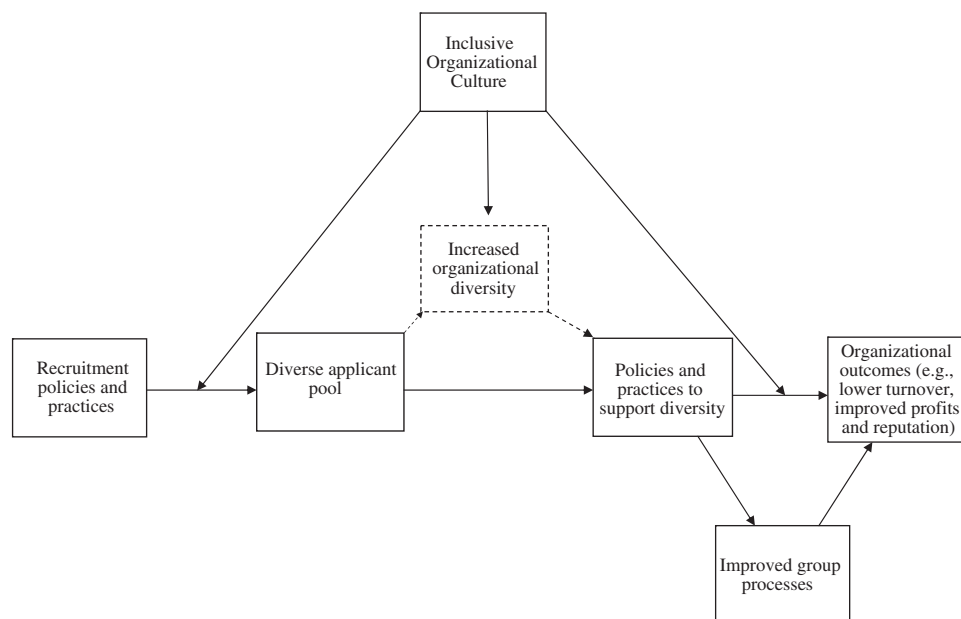 Inclusive
Organizational
Culture
Increased
organizational
diversity
Recruitment
policies and
practices
Diverse applicant
pool
Policies and
practices to
support diversity
Organizational
outcomes (e.g.,
lower turnover,
improved profits
and reputation)
Improved group
processes